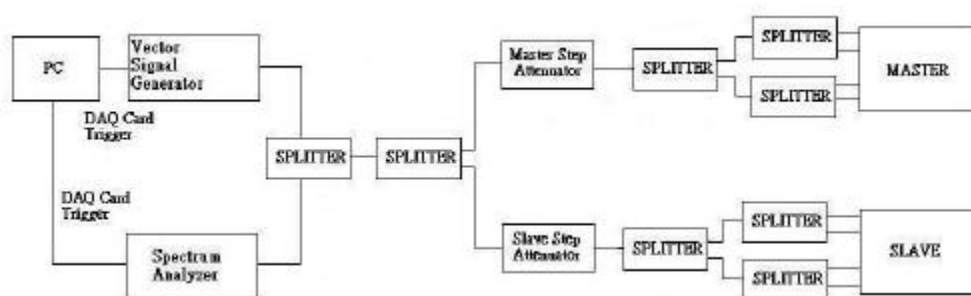 PC
Vector
Signal
Generator
DAQ Card
Trigger
DAQ Card
Trigger
Spectrum
Analyzer
SPLITTER
SPLITTER
Master Step
Attenuator
SPLITTER
SPLITTER
SPLITTER
MASTER
Slave Step
Attenuator
SPLITTER
SPLITTER
SPLITTER
SLAVE